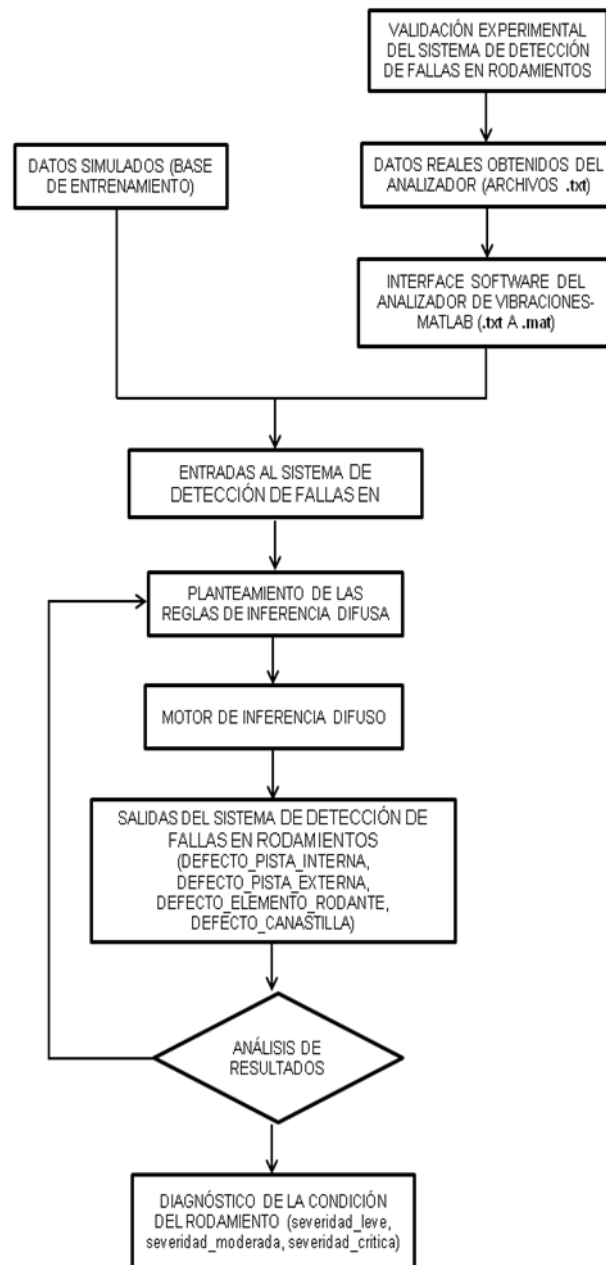 VALIDACIÓN EXPERIMENTAL
DEL SISTEMA DE DETECCIÓN
DE FALLAS EN RODAMIENTOS
DATOS SIMULADOS (BASE
DE ENTRENAMIENTO)
DATOS REALES OBTENIDOS DEL
ANALIZADOR (ARCHIVOS .txt)
INTERFACE SOFTWARE DEL
ANALIZADOR DE VIBRACIONES-
MATLAB (.txt A .mat)
ENTRADAS AL SISTEMA DE
DETECCIÓN DE FALLAS EN
PLANTEAMIENTO DE LAS
REGLAS DE INFERENCIA DIFUSA
MOTOR DE INFERENCIA DIFUSO
SALIDAS DEL SISTEMA DE DETECCIÓN DE
FALLAS EN RODAMIENTOS
(DEFECTO_PISTA_INTERNA,
DEFECTO_PISTA_EXTERNA,
DEFECTO_ELEMENTO_RODANTE,
DEFECTO_CANASTILLA)
ANÁLISIS DE
RESULTADOS
DIAGNÓSTICO DE LA CONDICIÓN
DEL RODAMIENTO (severidad_leve,
severidad_moderada, severidad_critica)